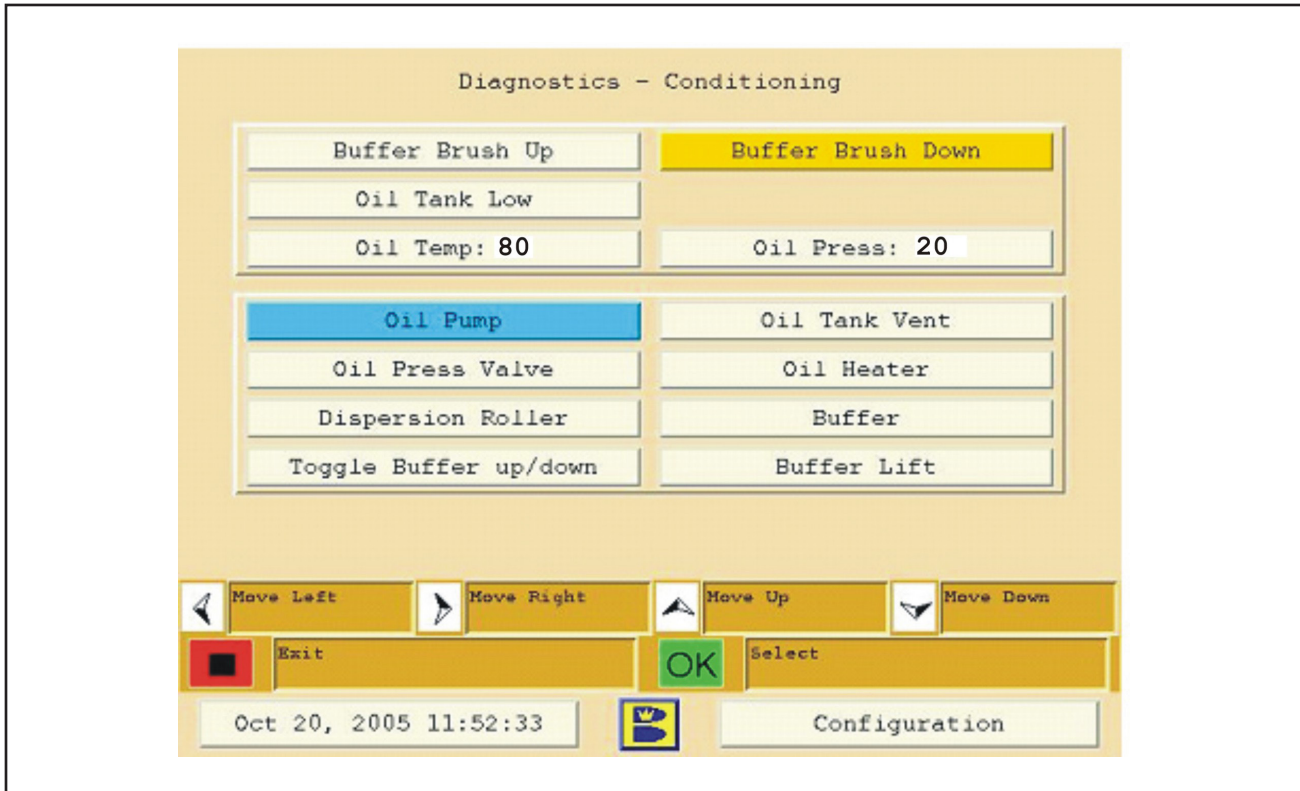 Diagnostics - Conditioning
Buffer Brush Up
Buffer Brush Down
Oil Tank Low
Oil Temp: 80
Oil Press: 20
Oil Pump
Oil Tank Vent
Oil Press Valve
Oil Heater
Dispersion Roller
Buffer
Toggle Buffer up/down
Buffer Lift
Move Left
Move Right
Move Up
Move Down
Exit
OK
Select
Oct 20, 2005 11:52:33
Configuration